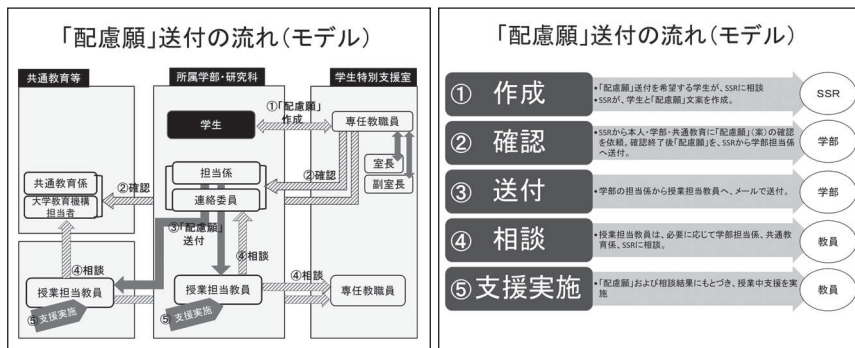 「配慮願」送付の流れ(モデル)
共通教育等
所属学部・研究科
学生特別支援室
①「配慮願」
作成
学生
専任教職員
室長
副室長
担当係
連絡委員
②確認
②確認
共通教育係
大学教育機構
担当者
③「配慮願」
送付
④相談
④相談
④相談
授業担当教員
授業担当教員
専任教職員
⑤支援実施
⑤支援実施
「配慮願」送付の流れ(モデル)
① 作成
•「配慮願」送付を希望する学生が、SSRに相談
•SSRが、学生と「配慮願」文案を作成。
SSR
② 確認
•SSRから本人・学部・共通教育に「配慮願」(案)の確認
を依頼。確認終了後「配慮願」を、SSRから学部担当係
へ送付。
学部
③ 送付
•学部の担当係から授業担当教員へ、メールで送付。
学部
④ 相談
•授業担当教員は、必要に応じて学部担当係、共通教
育係、SSRに相談。
教員
⑤支援実施
•「配慮願」および相談結果にもとづき、授業中支援を実
施
教員